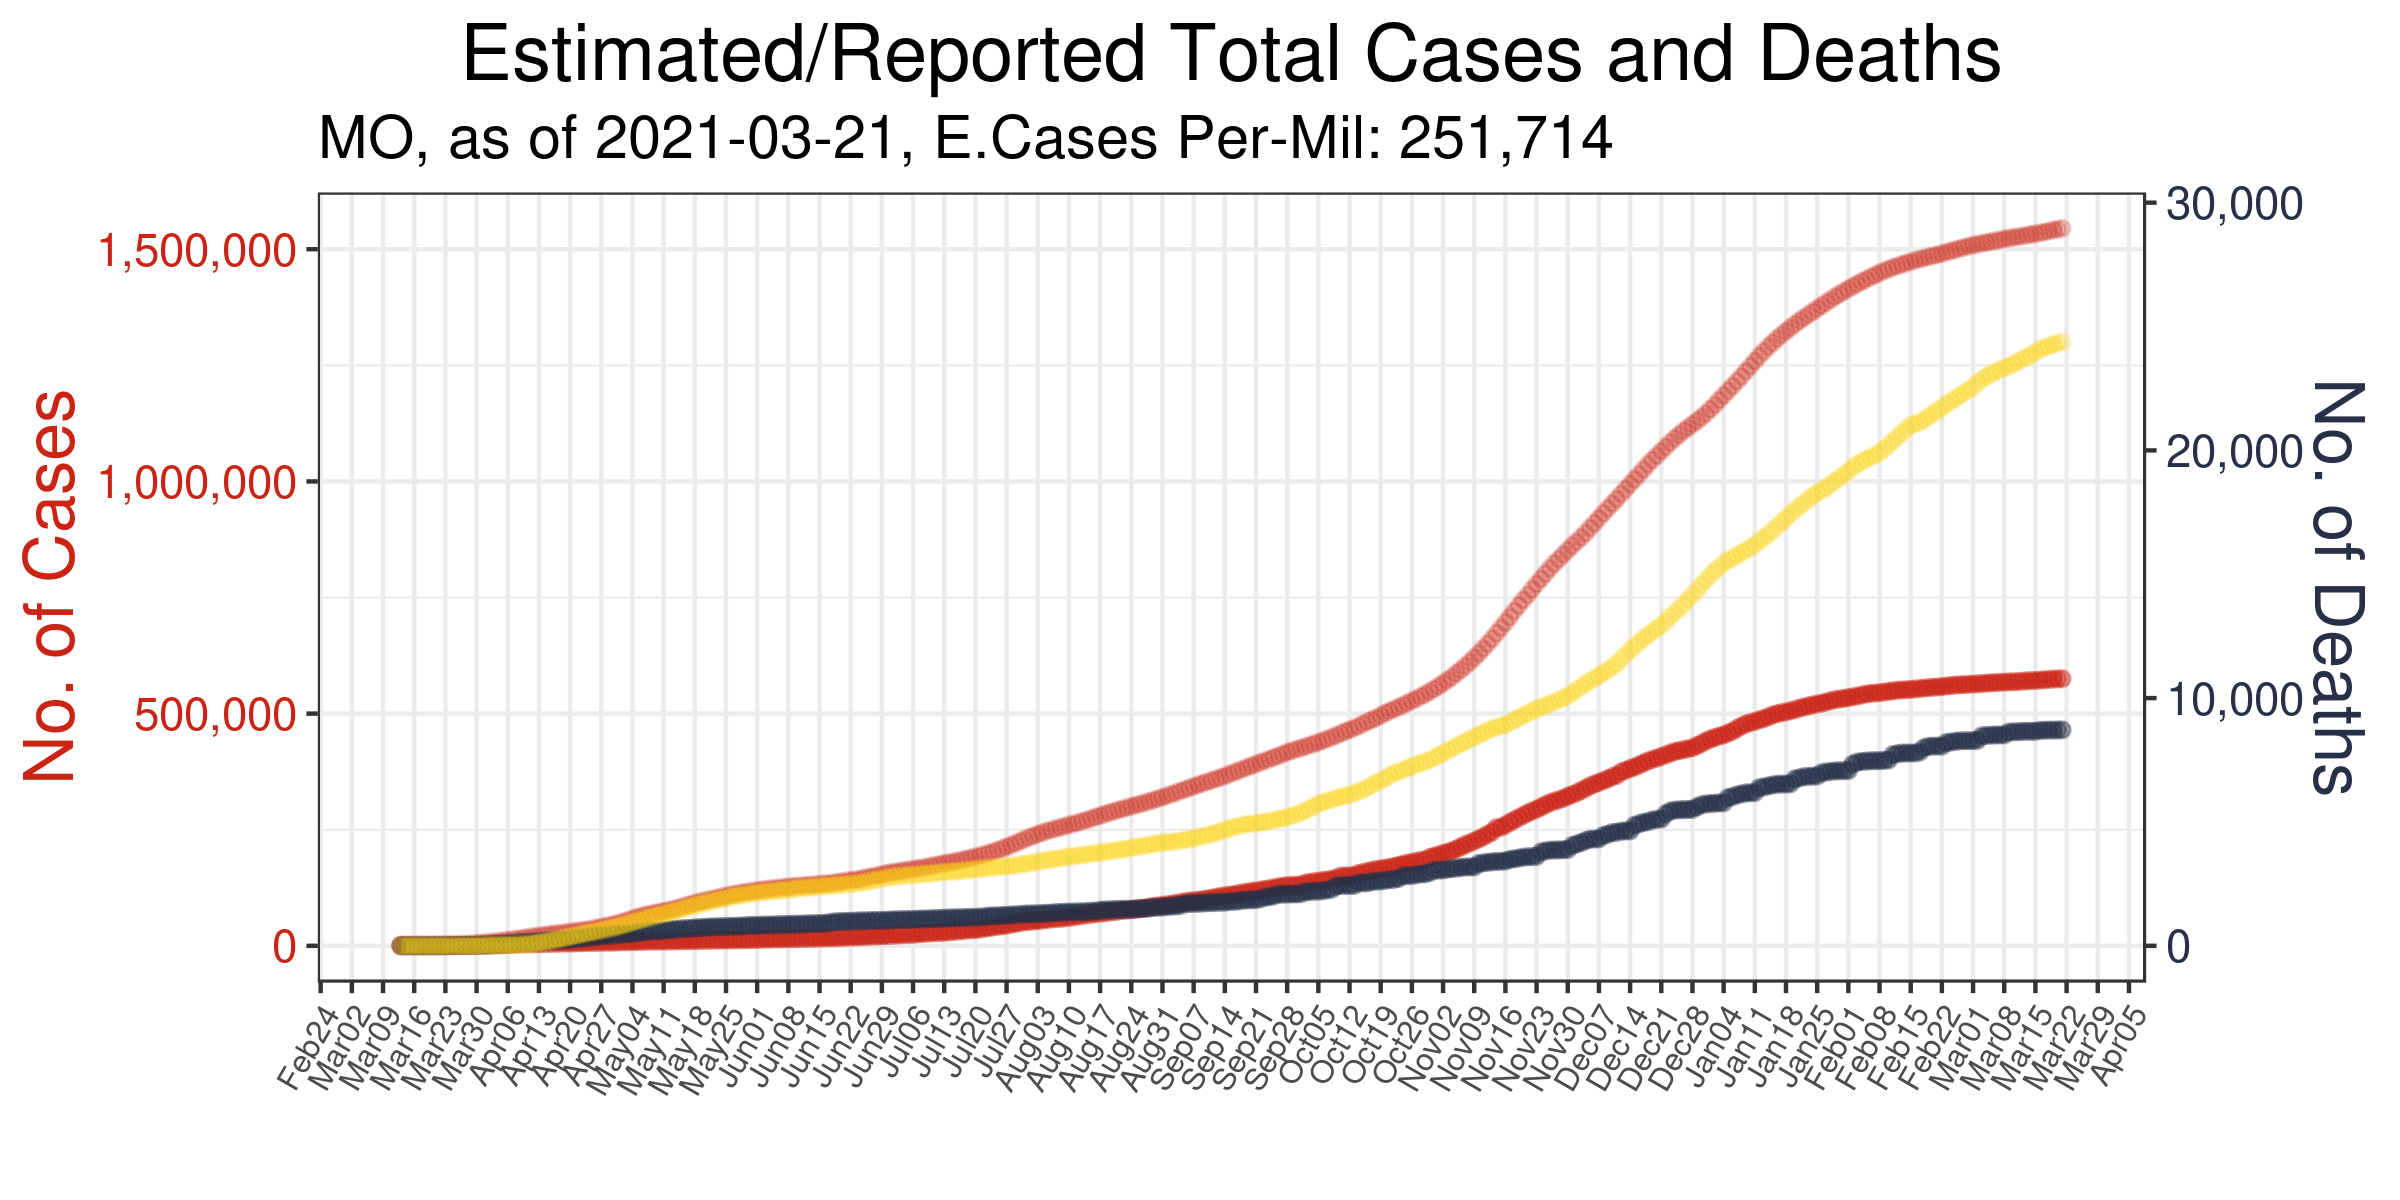 Estimated/Reported Total Cases and Deaths
MO, as of 2021-03-21, E.Cases Per-Mil: 251,714
No. of Cases
1,500,000
1,000,000
500,000
0
30,000
20,000
10,000
0
No. of Deaths
Feb24
Mar02
Mar09
Mar16
Mar23
Mar30
Apr06
Apr13
Apr20
Apr27
May04
May11
May18
May25
Jun01
Jun08
Jun15
Jun22
Jun29
Jul06
Jul13
Jul20
Jul27
Aug03
Aug10
Aug17
Aug24
Aug31
Sep07
Sep14
Sep21
Sep28
Oct05
Oct12
Oct19
Oct26
Nov02
Nov09
Nov16
Nov23
Nov30
Dec07
Dec14
Dec21
Dec28
Jan04
Jan11
Jan18
Jan25
Feb01
Feb08
Feb15
Feb22
Mar01
Mar08
Mar15
Mar22
Mar29
Apr05